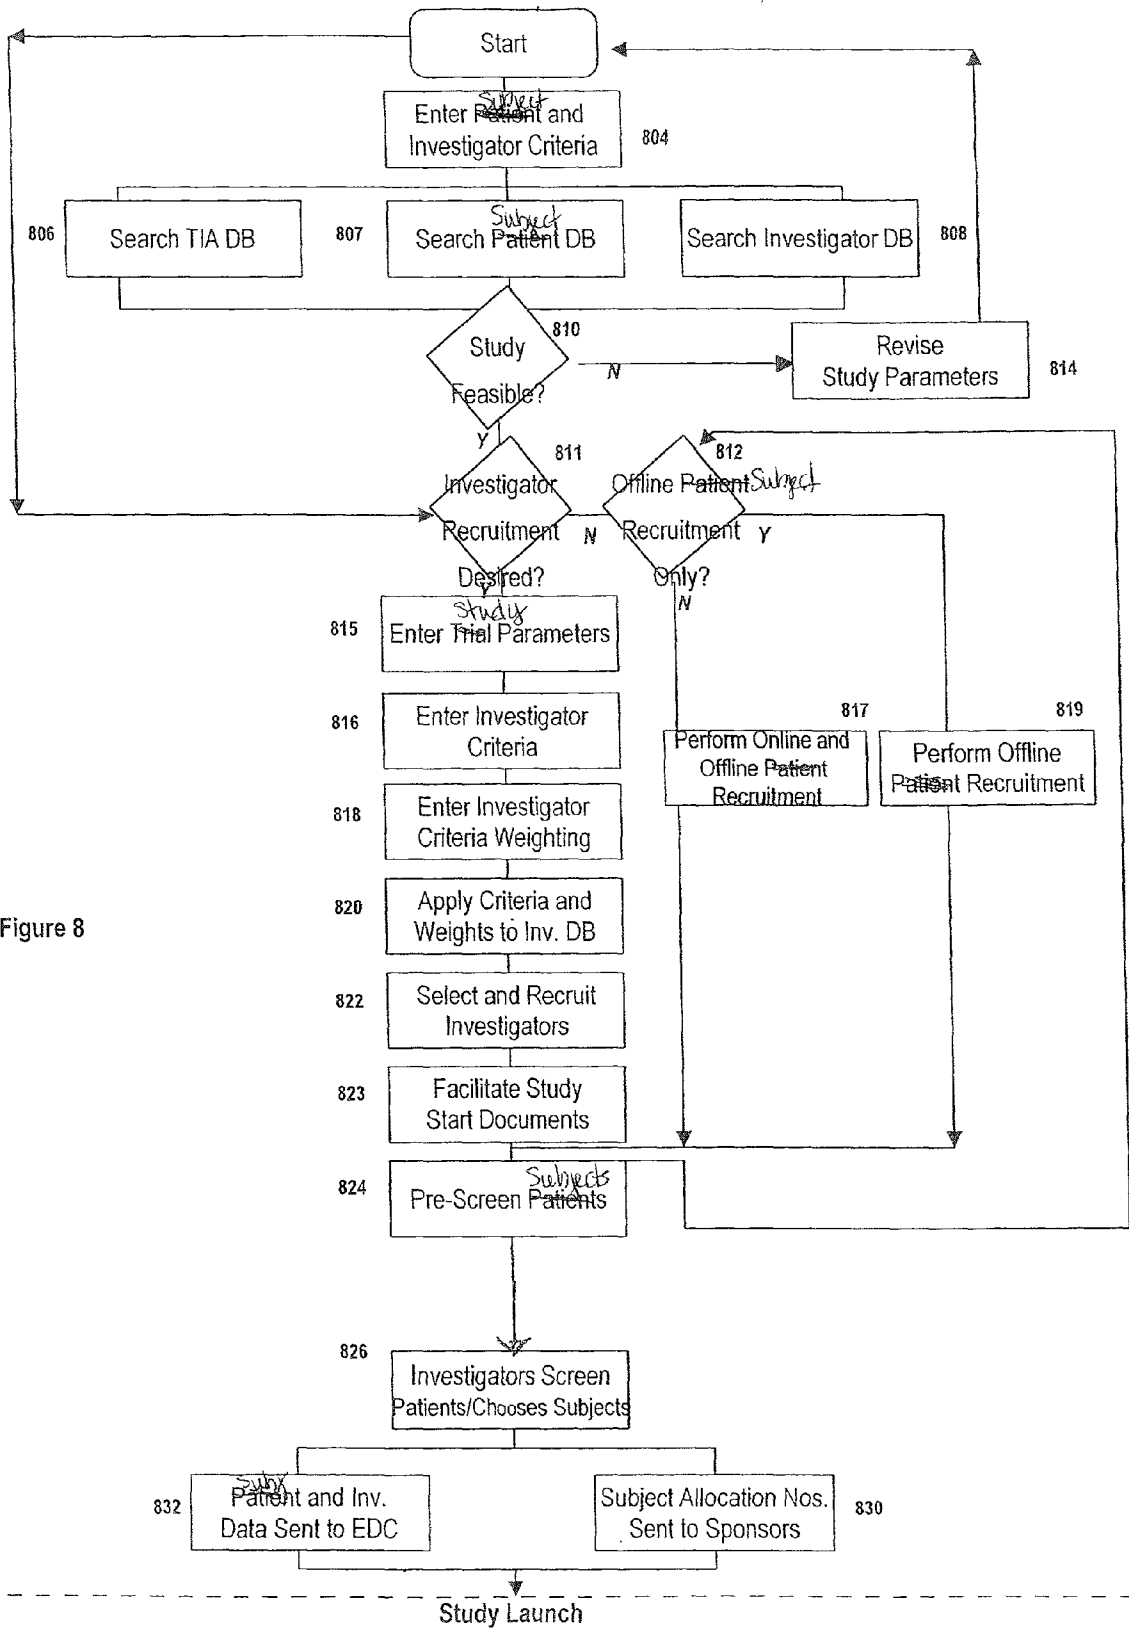 Start
Subject
Enter Patient and
Investigator Criteria
804
806
Search TIA DB
807
Subject
Search Patient DB
Search Investigator DB
808
Study
Feasible?
810
N
Revise
Study Parameters
814
Y
811
Investigator
Recruitment
Desired?
N
812
Offline Patient Subject
Recruitment
Only?
Y
N
Y
815
Study
Enter Trial Parameters
816
Enter Investigator
Criteria
817
Perform Online and
Offline Patient
Recruitment
819
Perform Offline
Patient Recruitment
818
Enter Investigator
Criteria Weighting
820
Apply Criteria and
Weights to Inv. DB
Figure 8
822
Select and Recruit
Investigators
823
Facilitate Study
Start Documents
824
Subjects
Pre-Screen Patients
826
Investigators Screen
Patients/Chooses Subjects
832
Subj
Patient and Inv.
Data Sent to EDC
Subject Allocation Nos.
Sent to Sponsors
830
Study Launch